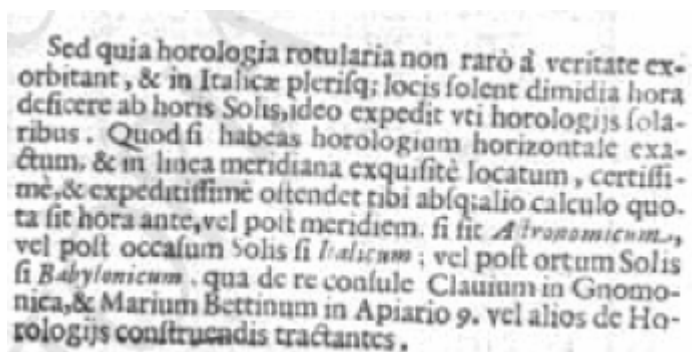 Sed quia horologia rotularia non rarò à veritate ex-
orbitant, & in Italicæ plerisq; locis solent dimidia hora
deficere ab horis Solis, ideo expedit vti horologijs sola-
ribus. Quod si habeas horologium horizontale exa-
ctum, & in linea meridiana exquisitè locatum, certissi-
mè, & expeditissimè ostendet tibi absq; alio calculo quo-
ta sit hora ante, vel post meridiem, si sit Astronomicum,
vel post occasum Solis si Italicum; vel post ortum Solis
si Babylonicum, qua de re consule Clauium in Gnomo-
nica, & Marium Bettinum in Apiario 9. vel alios de Ho-
rologijs construendis tractantes.